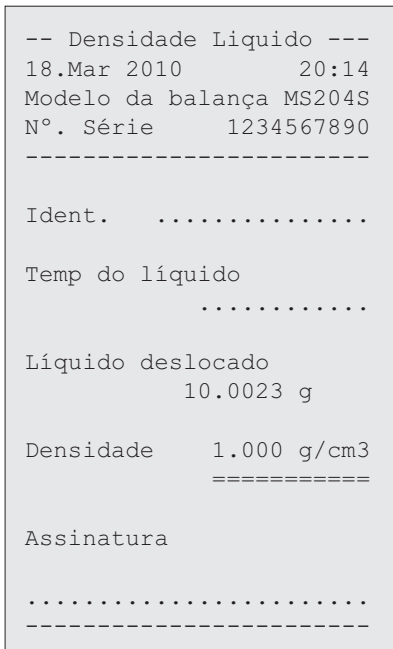 -- Densidade Liquido ---
18.Mar 2010        20:14
Modelo da balança MS204S
Nº. Série     1234567890
------------------------
Ident.   ...............
Temp do líquido
............
Líquido deslocado
10.0023 g
Densidade    1.000 g/cm3
===========
Assinatura
........................
------------------------